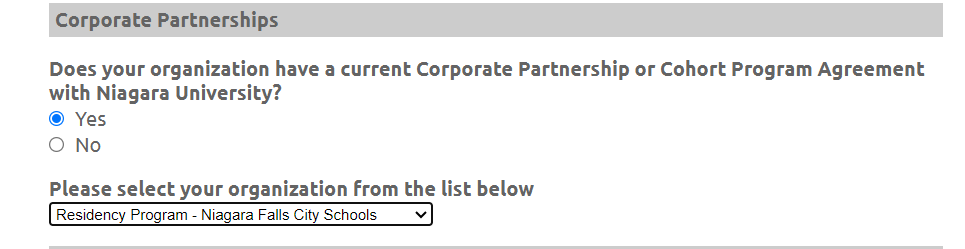 Corporate Partnerships
Does your organization have a current Corporate Partnership or Cohort Program Agreement
with Niagara University?
Yes
No
Please select your organization from the list below
Residency Program - Niagara Falls City Schools